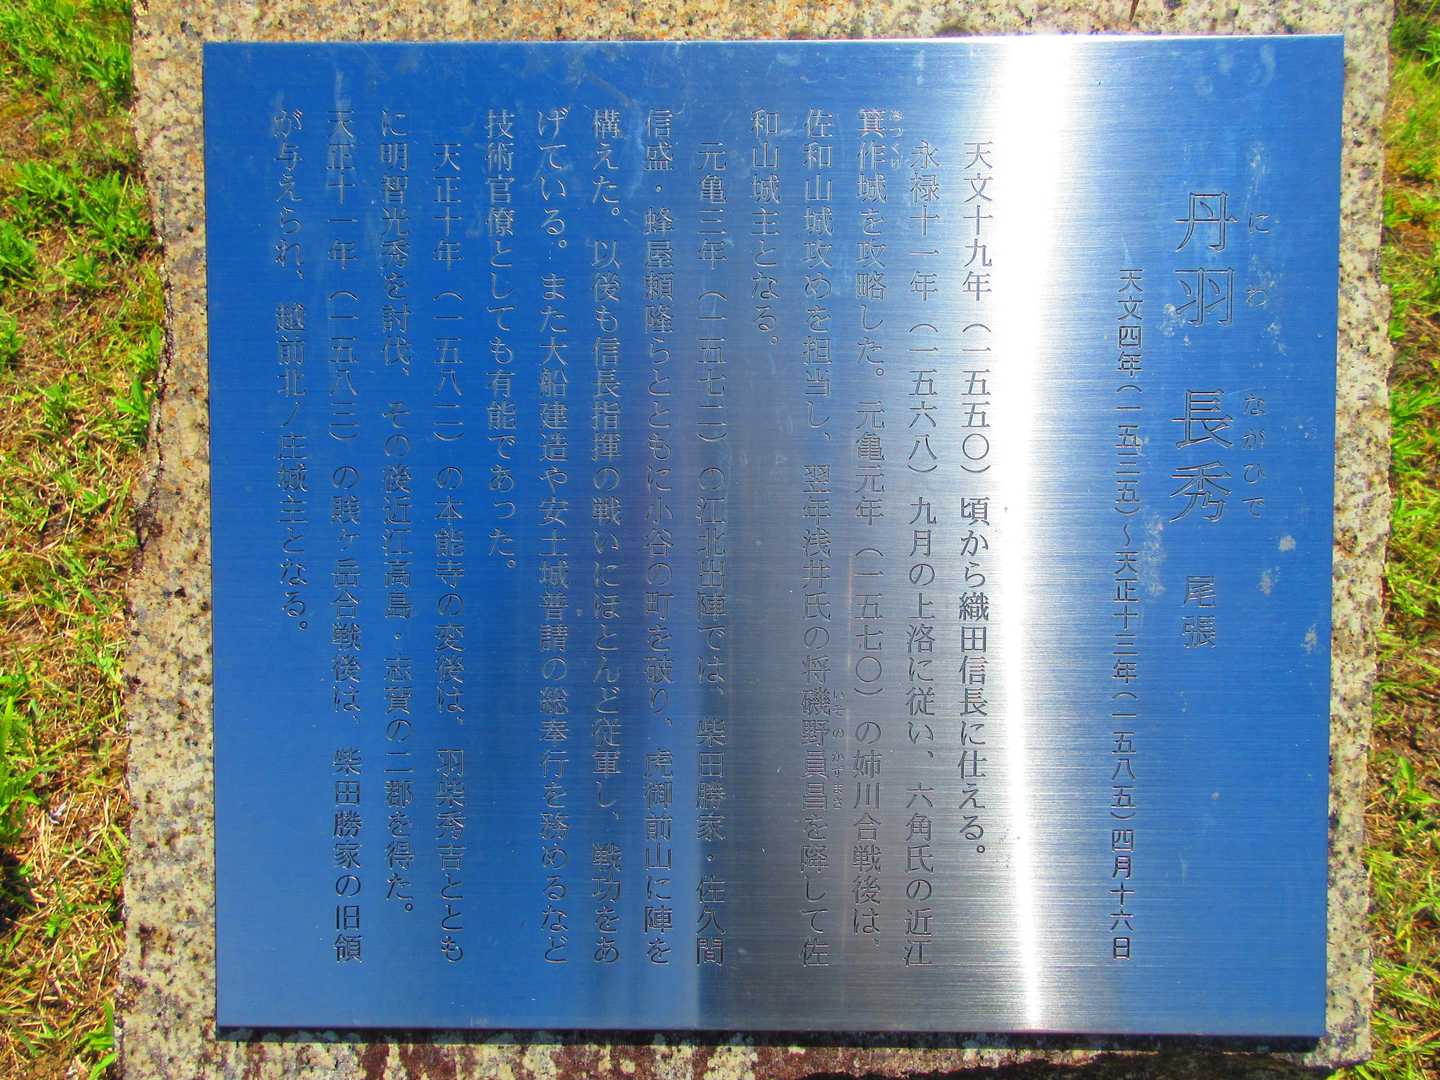 丹羽 長秀 尾張
にわ ながひで
天文四年（一五三五）～天正十三年（一五八五）四月十六日
天文十九年（一五五〇）頃から織田信長に仕える。
永禄十一年（一五六八）九月の上洛に従い、六角氏の近江
箕作城を攻略した。元亀元年（一五七〇）の姉川合戦後は、
みつくり
佐和山城攻めを担当し、翌年浅井氏の将磯野員昌を降して佐
いその かずまさ
和山城主となる。
元亀三年（一五七二）の江北出陣では、柴田勝家・佐久間
信盛・蜂屋頼隆らとともに小谷の町を破り、虎御前山に陣を
構えた。以後も信長指揮の戦いにほとんど従軍し、戦功をあ
げている。また大船建造や安土城普請の総奉行を務めるなど
技術官僚としても有能であった。
天正十年（一五八二）の本能寺の変後は、羽柴秀吉ととも
に明智光秀を討伐、その後近江高島・志賀の二郡を得た。
天正十一年（一五八三）の賤ヶ岳合戦後は、柴田勝家の旧領
が与えられ、越前北ノ庄城主となる。